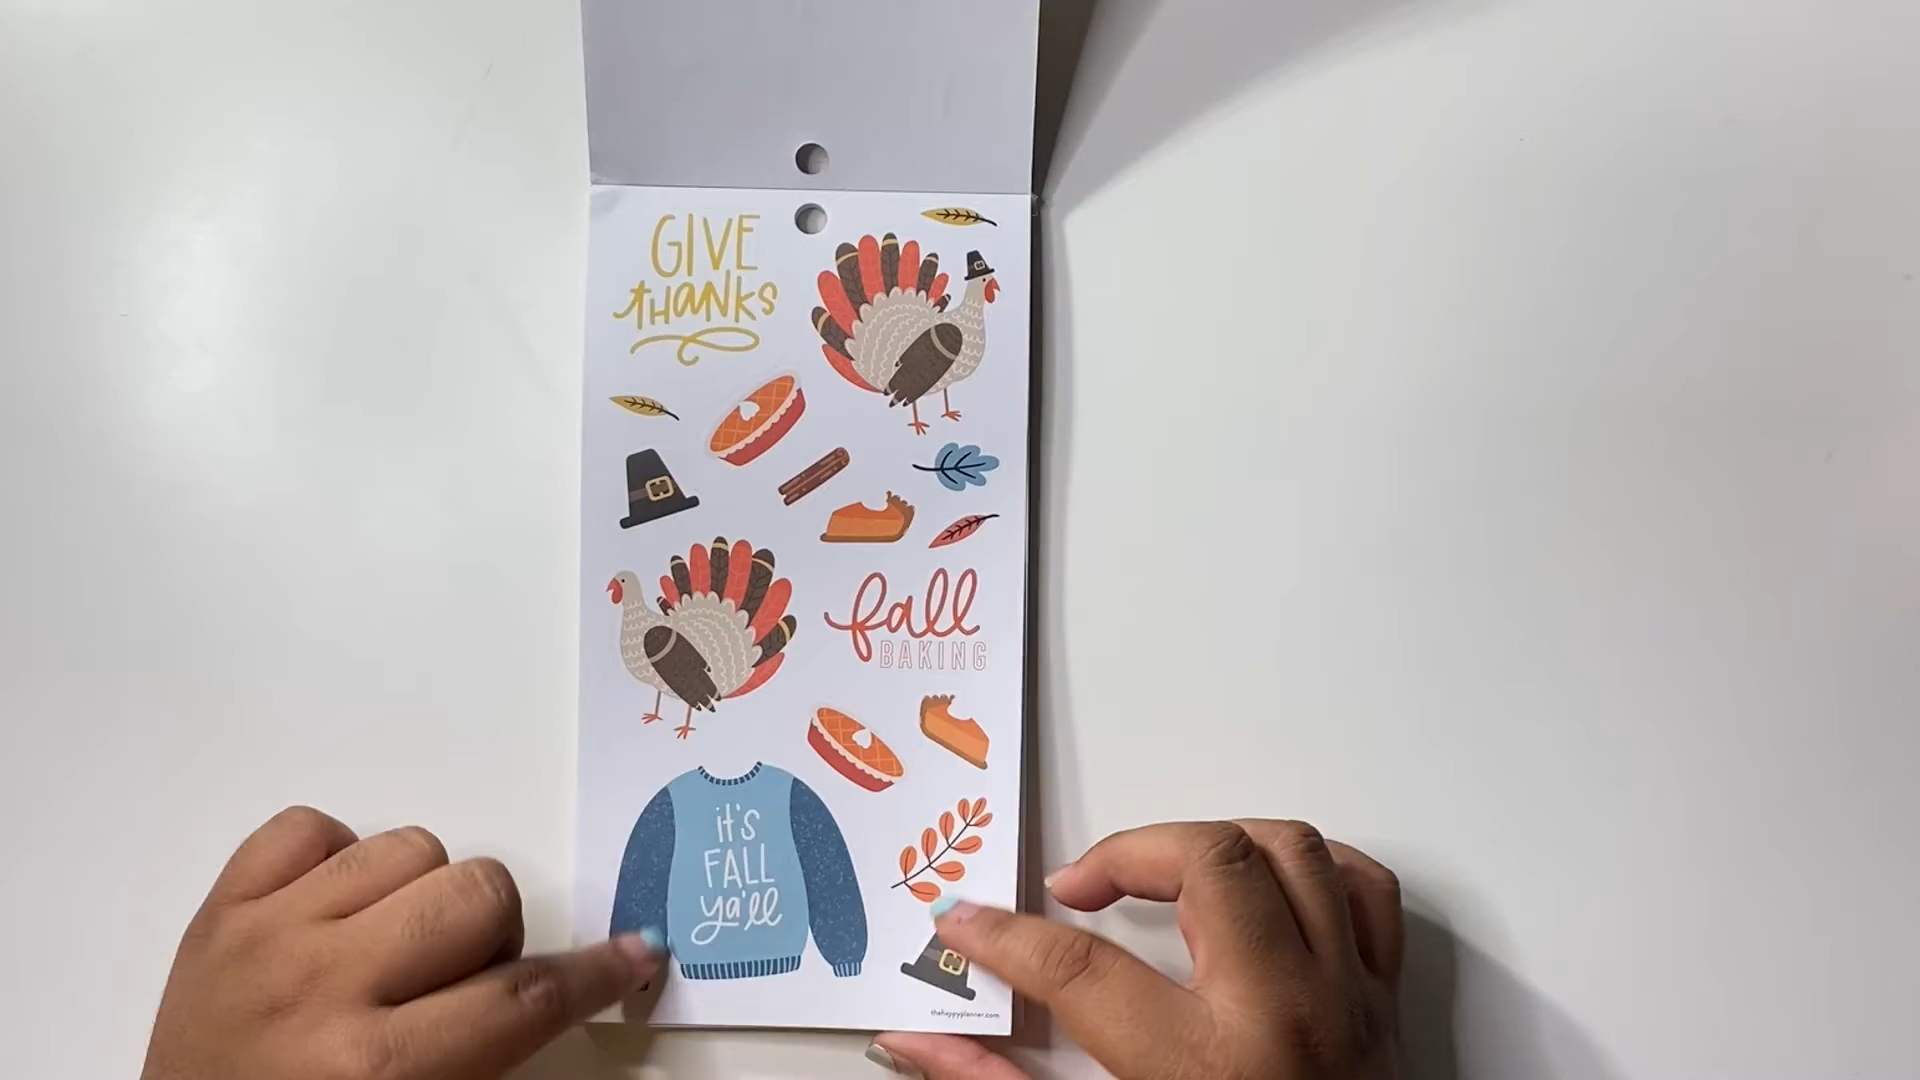 GIVE
THANKS
fall
BAKING
it's
FALL
ya'll
thehappyplanner.com